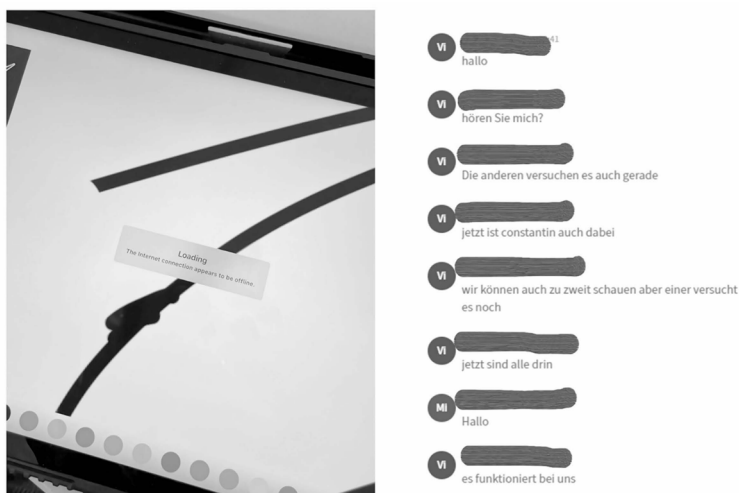 Loading
The Internet connection appears to be offline.
Vi
41
hallo
Vi
hören Sie mich?
Vi
Die anderen versuchen es auch gerade
Vi
jetzt ist constantin auch dabei
Vi
wir können auch zu zweit schauen aber einer versucht
es noch
Vi
jetzt sind alle drin
MI
Hallo
Vi
es funktioniert bei uns